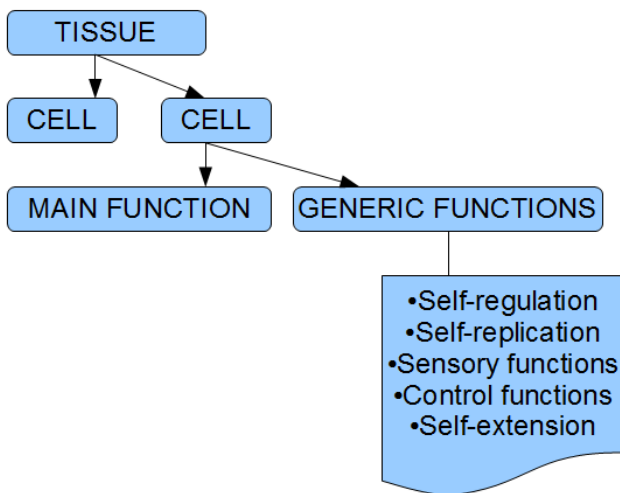 TISSUE
CELL
CELL
MAIN FUNCTION
GENERIC FUNCTIONS
•Self-regulation
•Self-replication
•Sensory functions
•Control functions
•Self-extension